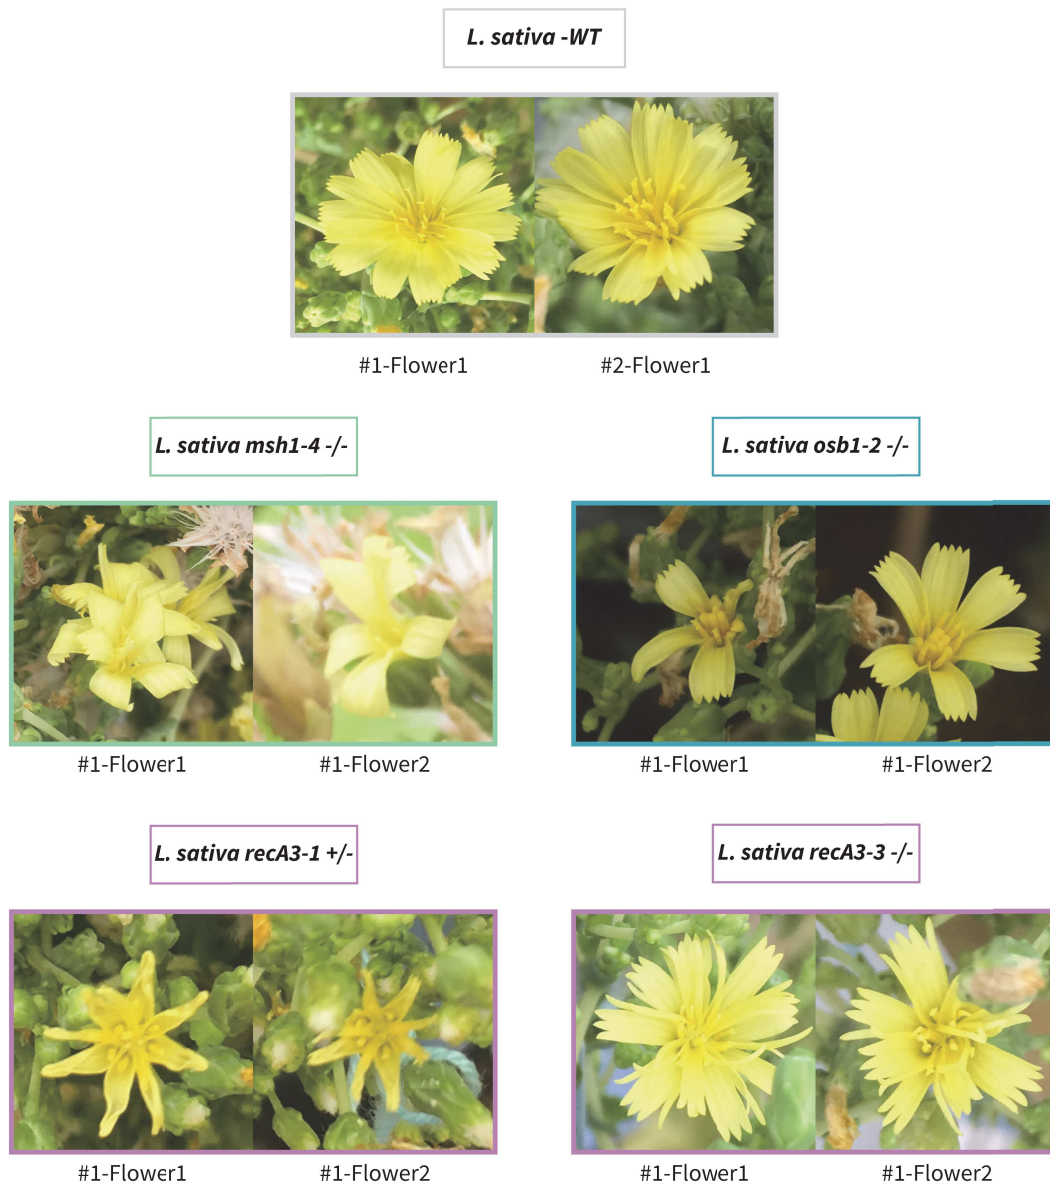 L. sativa -WT
#1-Flower1
#2-Flower1
L. sativa msh1-4 -/-
L. sativa osb1-2 -/-
#1-Flower1
#1-Flower2
#1-Flower1
#1-Flower2
L. sativa recA3-1 +/-
L. sativa recA3-3 -/-
#1-Flower1
#1-Flower2
#1-Flower1
#1-Flower2